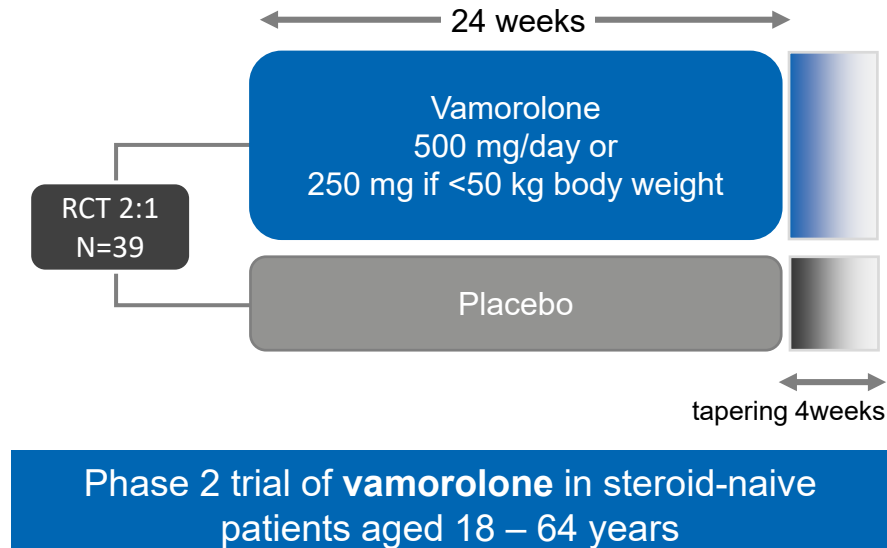 24 weeks
Vamorolone
500 mg/day or
250 mg if <50 kg body weight
RCT 2:1
N=39
Placebo
tapering 4weeks
Phase 2 trial of vamorolone in steroid-naive
patients aged 18 – 64 years